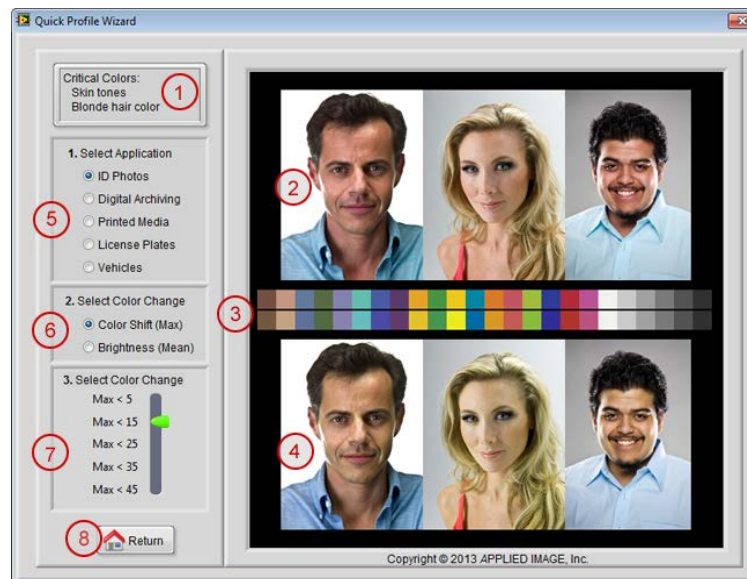 Quick Profile Wizard
Critical Colors:
Skin tones
Blonde hair color
1
1. Select Application
ID Photos
Digital Archiving
Printed Media
License Plates
Vehicles
5
2. Select Color Change
Color Shift (Max)
Brightness (Mean)
6
3. Select Color Change
Max < 5
Max < 15
Max < 25
Max < 35
Max < 45
7
8
Return
2
3
4
Copyright © 2013 APPLIED IMAGE, Inc.